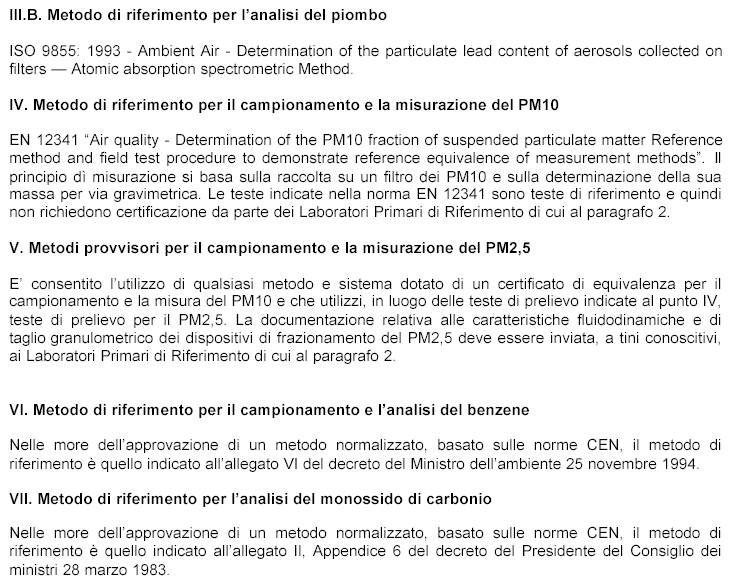 III.B. Metodo di riferimento per l'analisi del piombo
ISO 9855: 1993 - Ambient Air - Determination of the particulate lead content of aerosols collected on
filters — Atomic absorption spectrometric Method.
IV. Metodo di riferimento per il campionamento e la misurazione del PM10
EN 12341 "Air quality - Determination of the PM10 fraction of suspended particulate matter Reference
method and field test procedure to demonstrate reference equivalence of measurement methods". Il
principio dì misurazione si basa sulla raccolta su un filtro dei PM10 e sulla determinazione della sua
massa per via gravimetrica. Le teste indicate nella norma EN 12341 sono teste di riferimento e quindi
non richiedono certificazione da parte dei Laboratori Primari di Riferimento di cui al paragrafo 2.
V. Metodi provvisori per il campionamento e la misurazione del PM2,5
E' consentito l'utilizzo di qualsiasi metodo e sistema dotato di un certificato di equivalenza per il
campionamento e la misura del PM10 e che utilizzi, in luogo delle teste di prelievo indicate al punto IV,
teste di prelievo per il PM2,5. La documentazione relativa alle caratteristiche fluidodinamiche e di
taglio granulometrico dei dispositivi di frazionamento del PM2,5 deve essere inviata, a tini conoscitivi,
ai Laboratori Primari di Riferimento di cui al paragrafo 2.
VI. Metodo di riferimento per il campionamento e l'analisi del benzene
Nelle more dell'approvazione di un metodo normalizzato, basato sulle norme CEN, il metodo di
riferimento è quello indicato all'allegato VI del decreto del Ministro dell'ambiente 25 novembre 1994.
VII. Metodo di riferimento per l'analisi del monossido di carbonio
Nelle more dell'approvazione di un metodo normalizzato, basato sulle norme CEN, il metodo di
riferimento è quello indicato all'allegato II, Appendice 6 del decreto del Presidente del Consiglio dei
ministri 28 marzo 1983.